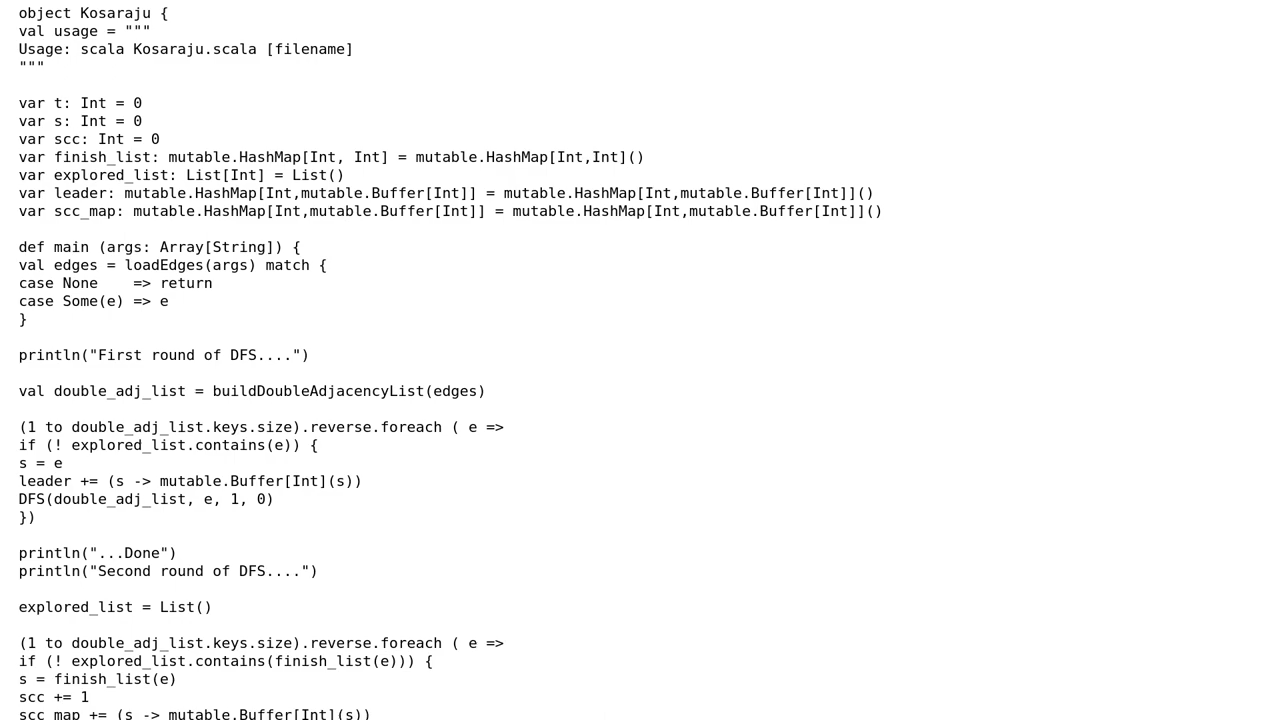 object Kosaraju {
val usage = """
Usage: scala Kosaraju.scala [filename]
"""
var t: Int = 0
var s: Int = 0
var scc: Int = 0
var finish_list: mutable.HashMap[Int, Int] = mutable.HashMap[Int,Int]()
var explored_list: List[Int] = List()
var leader: mutable.HashMap[Int,mutable.Buffer[Int]] = mutable.HashMap[Int,mutable.Buffer[Int]]()
var scc_map: mutable.HashMap[Int,mutable.Buffer[Int]] = mutable.HashMap[Int,mutable.Buffer[Int]]()
def main (args: Array[String]) {
val edges = loadEdges(args) match {
case None    => return
case Some(e) => e
}
println("First round of DFS....")
val double_adj_list = buildDoubleAdjacencyList(edges)
(1 to double_adj_list.keys.size).reverse.foreach ( e =>
if (! explored_list.contains(e)) {
s = e
leader += (s -> mutable.Buffer[Int](s))
DFS(double_adj_list, e, 1, 0)
})
println("...Done")
println("Second round of DFS....")
explored_list = List()
(1 to double_adj_list.keys.size).reverse.foreach ( e =>
if (! explored_list.contains(finish_list(e))) {
s = finish_list(e)
scc += 1
scc_map += (s -> mutable.Buffer[Int](s))